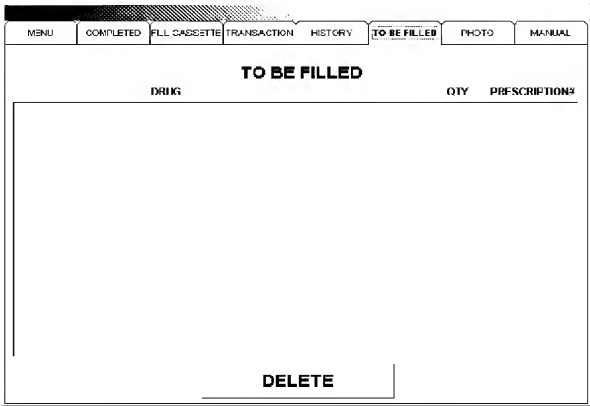 MENU COMPLETED FILL CASSETTE TRANSACTION HISTORY TO BE FILLED PHOTO MANUAL
TO BE FILLED
DRUG QTY PRESCRIPTION#
DELETE